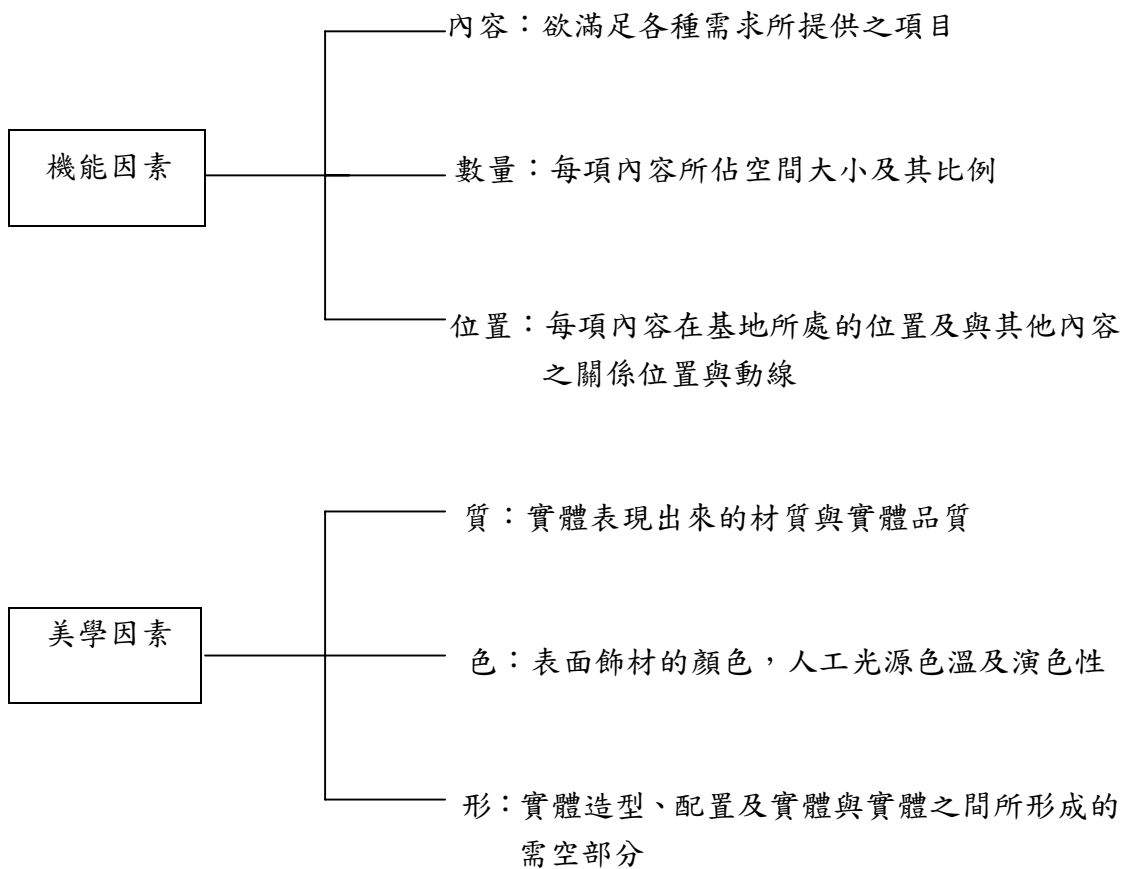 內容：欲滿足各種需求所提供之項目
機能因素
數量：每項內容所佔空間大小及其比例
位置：每項內容在基地所處的位置及與其他內容
之關係位置與動線
質：實體表現出來的材質與實體品質
美學因素
色：表面飾材的顏色，人工光源色溫及演色性
形：實體造型、配置及實體與實體之間所形成的
需空部分